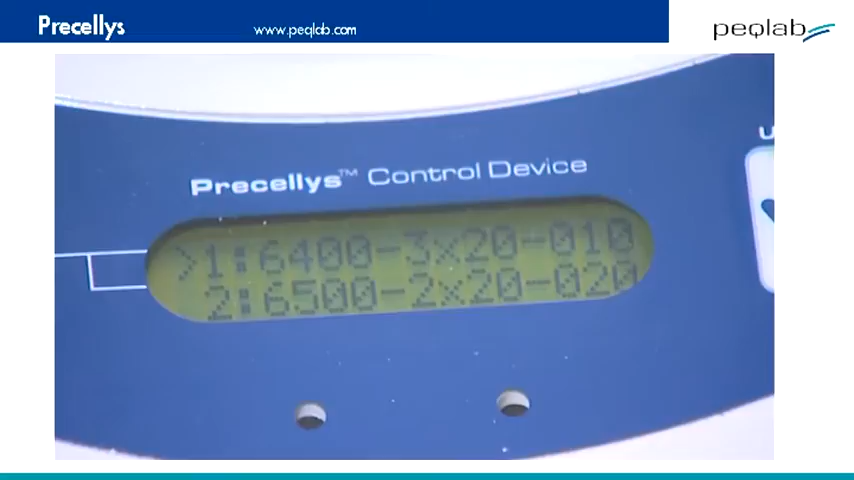 Precellys
www.peqlab.com
peqlab
Precellys™ Control Device
>1:6400-3x20-010
2:6500-2x20-020